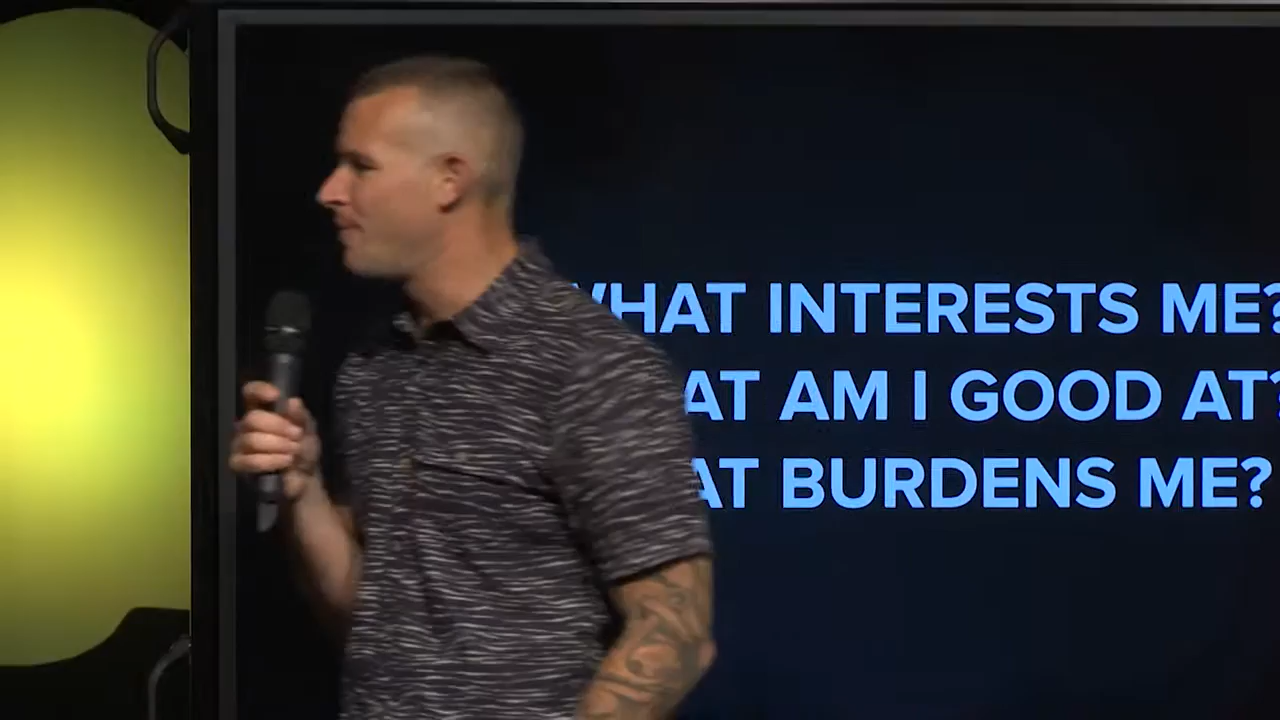 WHAT INTERESTS ME?
AT AM I GOOD AT?
AT BURDENS ME?